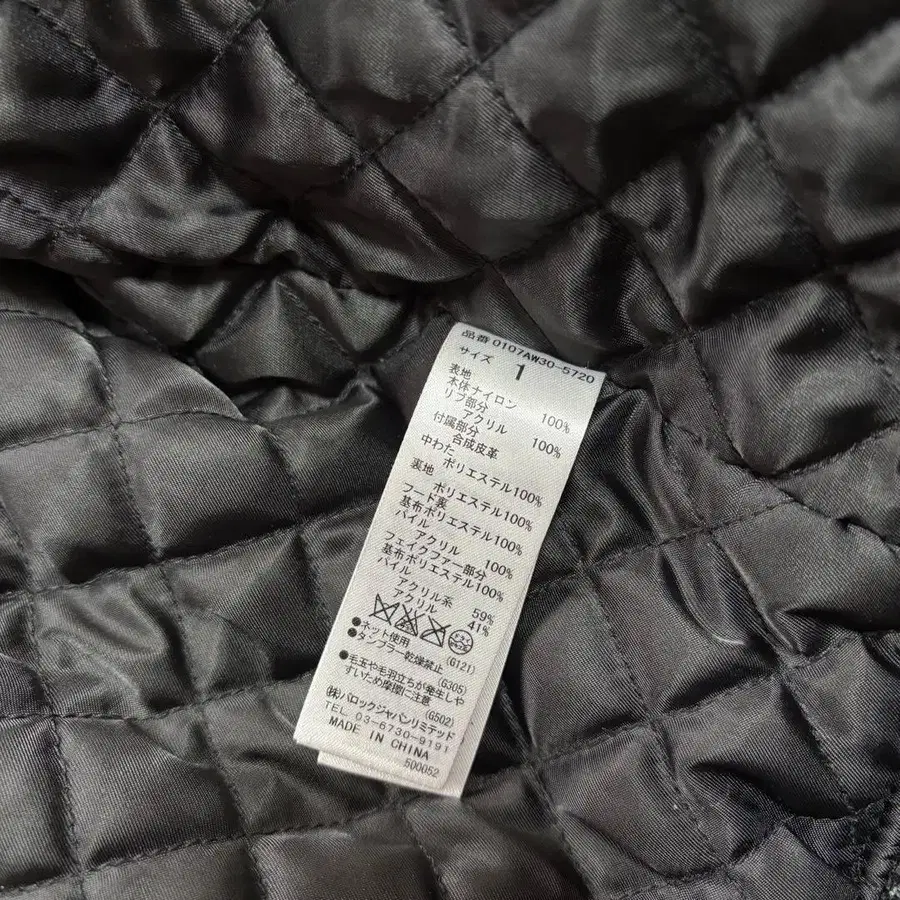 品番 0107AW30-5720
サイズ 1
表地
本体ナイロン 100%
リブ部分
アクリル 100%
付属部分
合成皮革
中わた
ポリエステル100%
裏地
ポリエステル100%
フード裏
基布ポリエステル100%
パイル
アクリル 100%
フェイクファー部分
基布ポリエステル100%
パイル
アクリル系 59%
アクリル 41%
●ネット使用 (G121)
●タンブラー乾燥禁止 (G305)
●毛玉や毛羽立ちが発生しや
すいため摩擦に注意 (G502)
(株)バロックジャパンリミテッド
TEL 03-6730-9191
MADE IN CHINA
500052